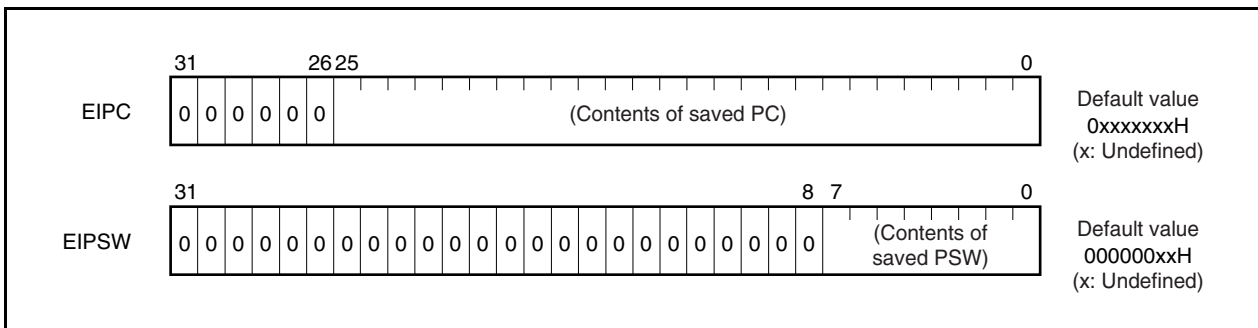 31 26 25 0
EIPC 0 0 0 0 0 0 (Contents of saved PC)
Default value
0xxxxxxxH
(x: Undefined)
31 8 7 0
EIPSW 0 0 0 0 0 0 0 0 0 0 0 0 0 0 0 0 0 0 0 0 0 0 0 0 (Contents of
saved PSW)
Default value
000000xxH
(x: Undefined)